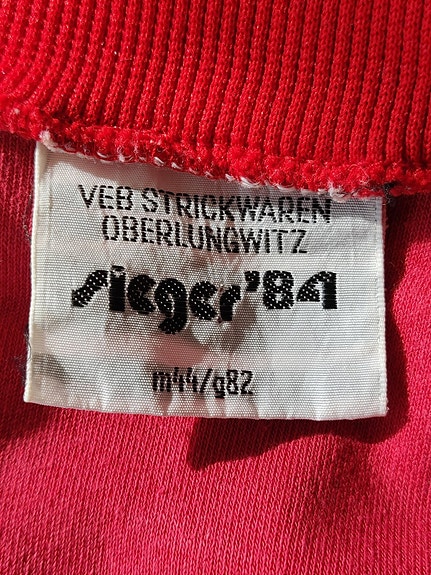 VEB STRICKWAREN
OBERLUNGWITZ
sieger'84
m44/g82